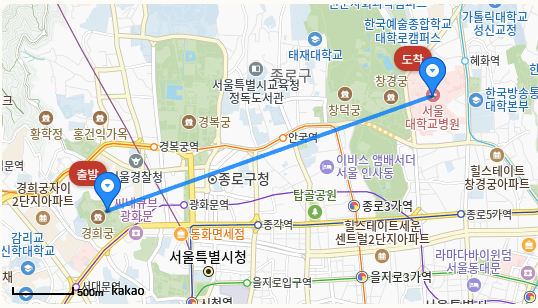 한국예술종합학교
대학로캠퍼스
가톨릭대학교
성신교정
태재대학교
도착
혜화역
종로구
서울특별시교육청
정독도서관
창경궁
한국방송통
대학본부
창덕궁
서울
대학교병원
크
황학정
홍건익가옥
경복궁
안국역
경복궁역
이비스 앰배서더
서울 인사동
힐스테이트
창경궁아파트
출발
서울경찰청
종로구청
경희궁자이
2단지아파트
탑골공원
씨네큐브
광화문
광화문역
종로3가역
종로5가역
경희궁
종각역
힐스테이트세운
센트럴2단지아파트
감리교
신학대학교
동화면세점
서울특별시청
라마다바이윈덤
서울동대문
을지로3가역
을지로입구역
서대문역
500m
kakao
시청역